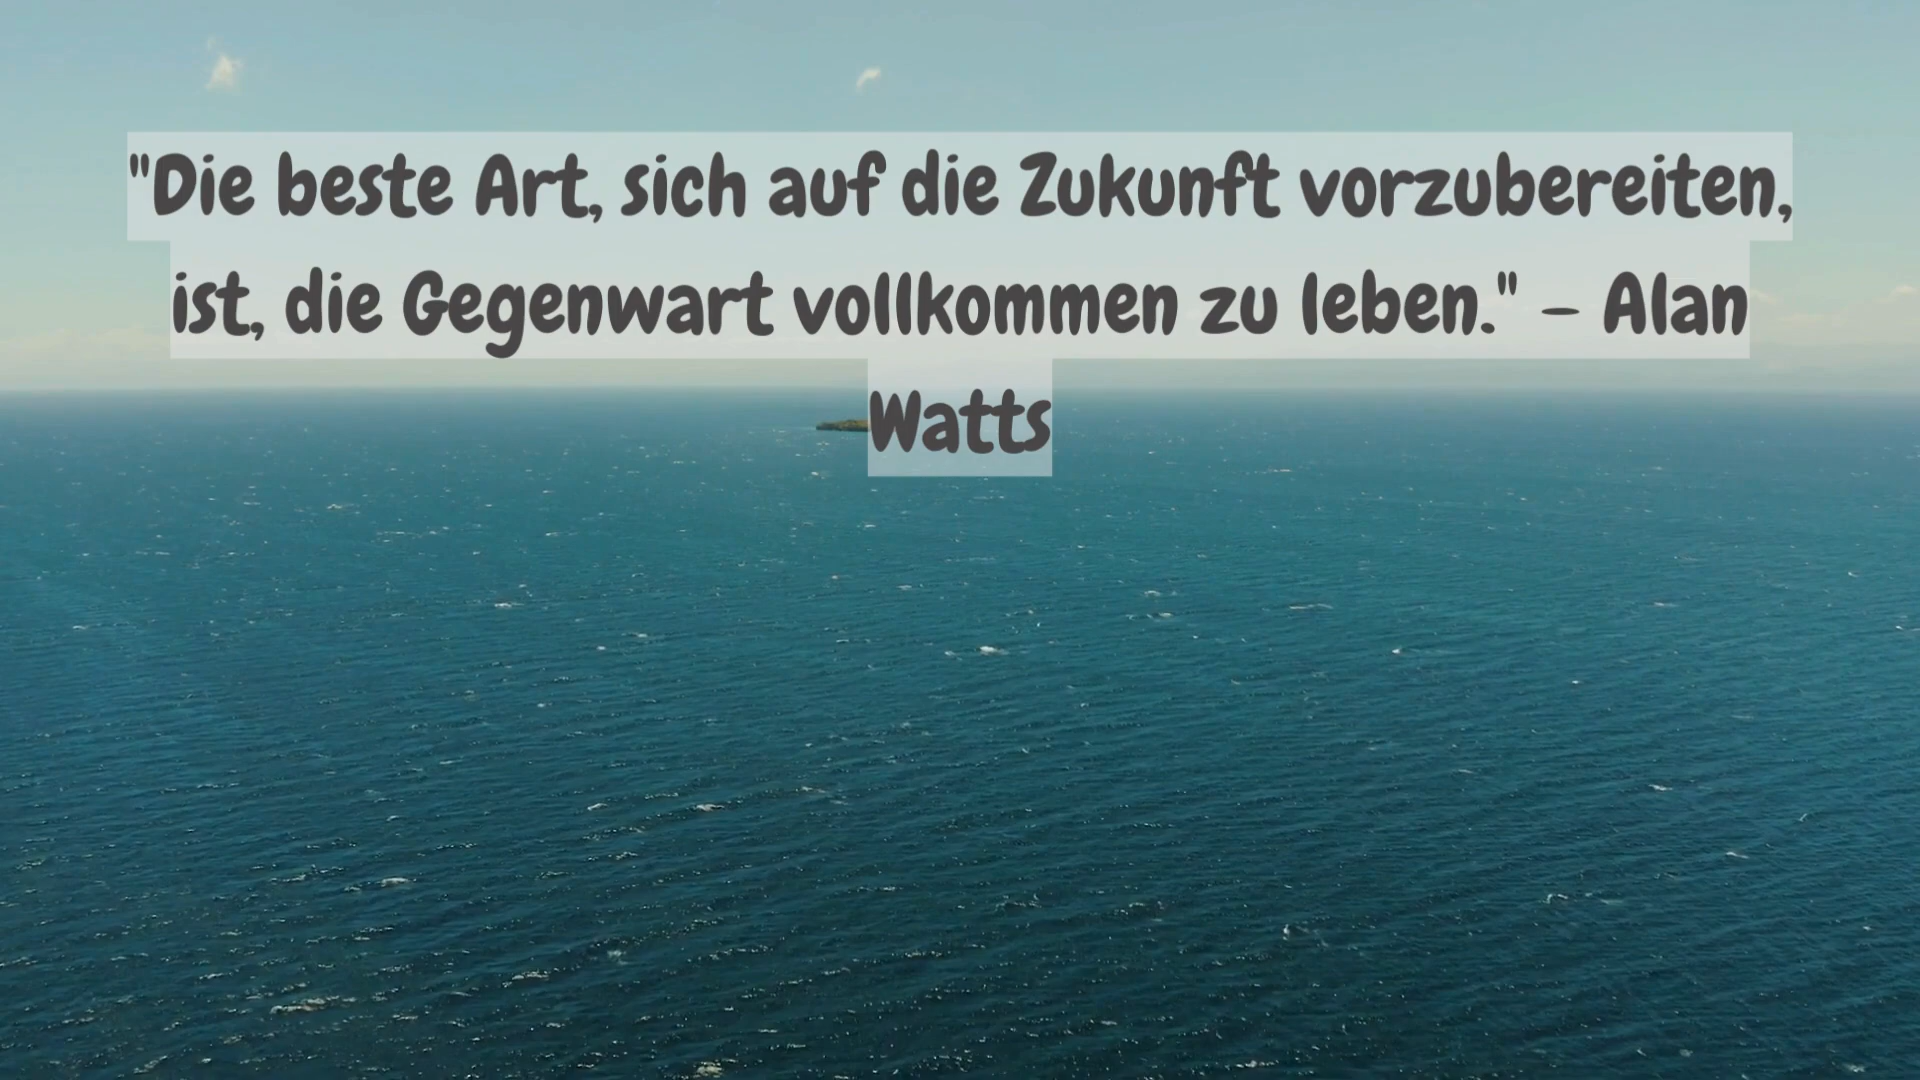 "Die beste Art, sich auf die Zukunft vorzubereiten,
ist, die Gegenwart vollkommen zu leben." – Alan
Watts